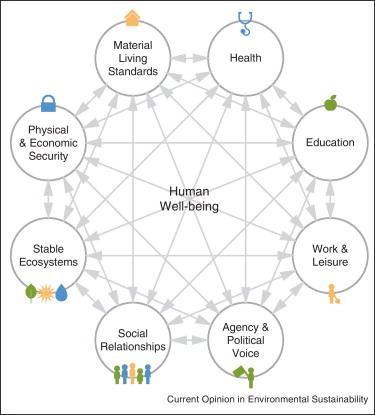 Material
Living
Standards
Health
Physical
& Economic
Security
Education
Human
Well-being
Stable
Ecosystems
Work &
Leisure
Social
Relationships
Agency &
Political
Voice
Current Opinion in Environmental Sustainability